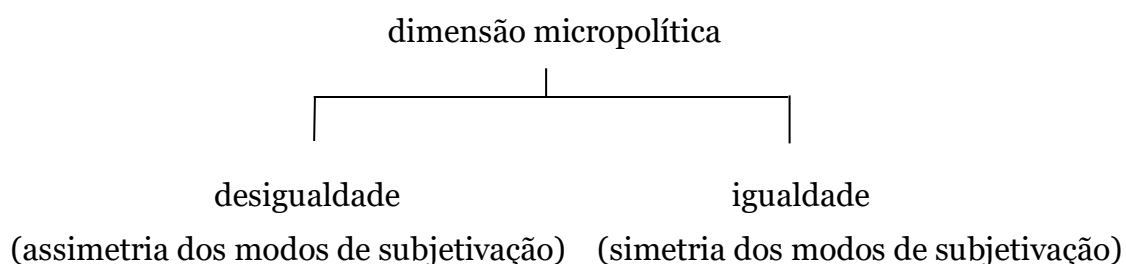 dimensão micropolítica
desigualdade igualdade
(assimetria dos modos de subjetivação) (simetria dos modos de subjetivação)